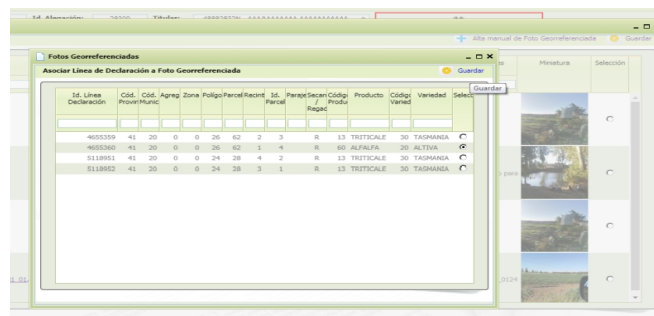 Id. Alegación: 28200 Titular:
Alta manual de Foto Georreferenciada Guardar
Fotos Georreferenciadas
Asociar Línea de Declaración a Foto Georreferenciada Guardar
Miniatura Selección
Guardar
Id. Línea Declaración Cód. Provin Cód. Munic Agreg Zona Polígo Parcel Recint Id. Parcel Paraje Secan / Regad Código Produ Producto Código Varied Variedad Selecc
4655359 41 20 0 0 26 62 2 3 R 13 TRITICALE 30 TASMANIA
4655360 41 20 0 0 26 62 1 4 R 60 ALFALFA 20 ALTIVA
5118951 41 20 0 0 24 28 4 2 R 13 TRITICALE 30 TASMANIA
5118952 41 20 0 0 24 28 3 1 R 13 TRITICALE 30 TASMANIA
para